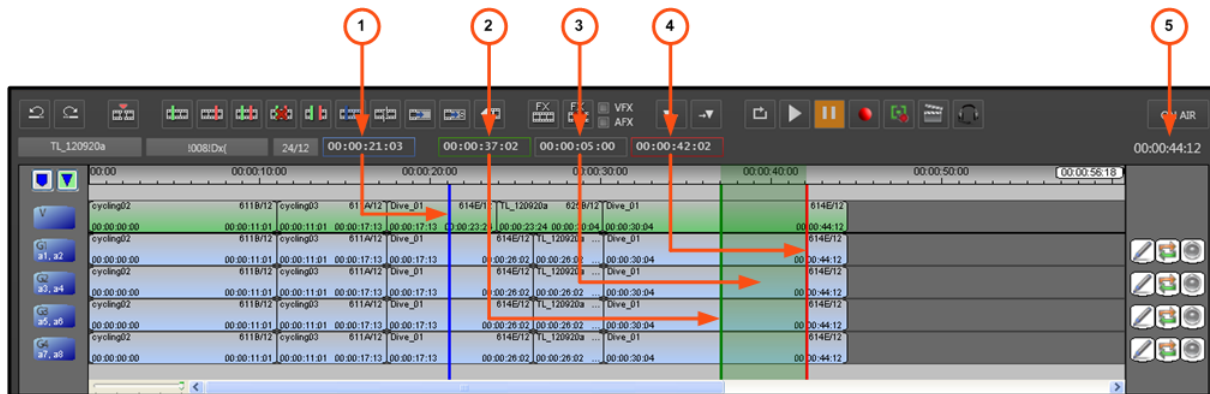 1 2 3 4 5
FX FX VFX
AFX
ON AIR
TL_120920a !008!Dx( 24/12 00:00:21:03 00:00:37:02 00:00:05:00 00:00:42:02 00:00:44:12
00:00 00:00:10:00 00:00:20:00 00:00:30:00 00:00:40:00 00:00:50:00 00:00:56:18
V cycling02 611B/12 cycling03 611A/12 Dive_01 614E/12 TL_120920a 626B/12 Dive_01 614E/12
00:00:00:00 00:00:11:01 00:00:11:01 00:00:17:13 00:00:17:13 00:00:23:24 00:00:23:24 00:00:30:04 00:00:30:04 00:00:44:12
G1 cycling02 611B/12 cycling03 611A/12 Dive_01 614E/12 TL_120920a ... Dive_01 614E/12
a1, a2 00:00:00:00 00:00:11:01 00:00:11:01 00:00:17:13 00:00:17:13 00:00:26:02 00:00:26:02 ... 00:00:30:04 00:00:44:12
G2 cycling02 611B/12 cycling03 611A/12 Dive_01 614E/12 TL_120920a ... Dive_01 614E/12
a3, a4 00:00:00:00 00:00:11:01 00:00:11:01 00:00:17:13 00:00:17:13 00:00:26:02 00:00:26:02 ... 00:00:30:04 00:00:44:12
G3 cycling02 611B/12 cycling03 611A/12 Dive_01 614E/12 TL_120920a ... Dive_01 614E/12
a5, a6 00:00:00:00 00:00:11:01 00:00:11:01 00:00:17:13 00:00:17:13 00:00:26:02 00:00:26:02 ... 00:00:30:04 00:00:44:12
G4 cycling02 611B/12 cycling03 611A/12 Dive_01 614E/12 TL_120920a ... Dive_01 614E/12
a7, a8 00:00:00:00 00:00:11:01 00:00:11:01 00:00:17:13 00:00:17:13 00:00:26:02 00:00:26:02 ... 00:00:30:04 00:00:44:12